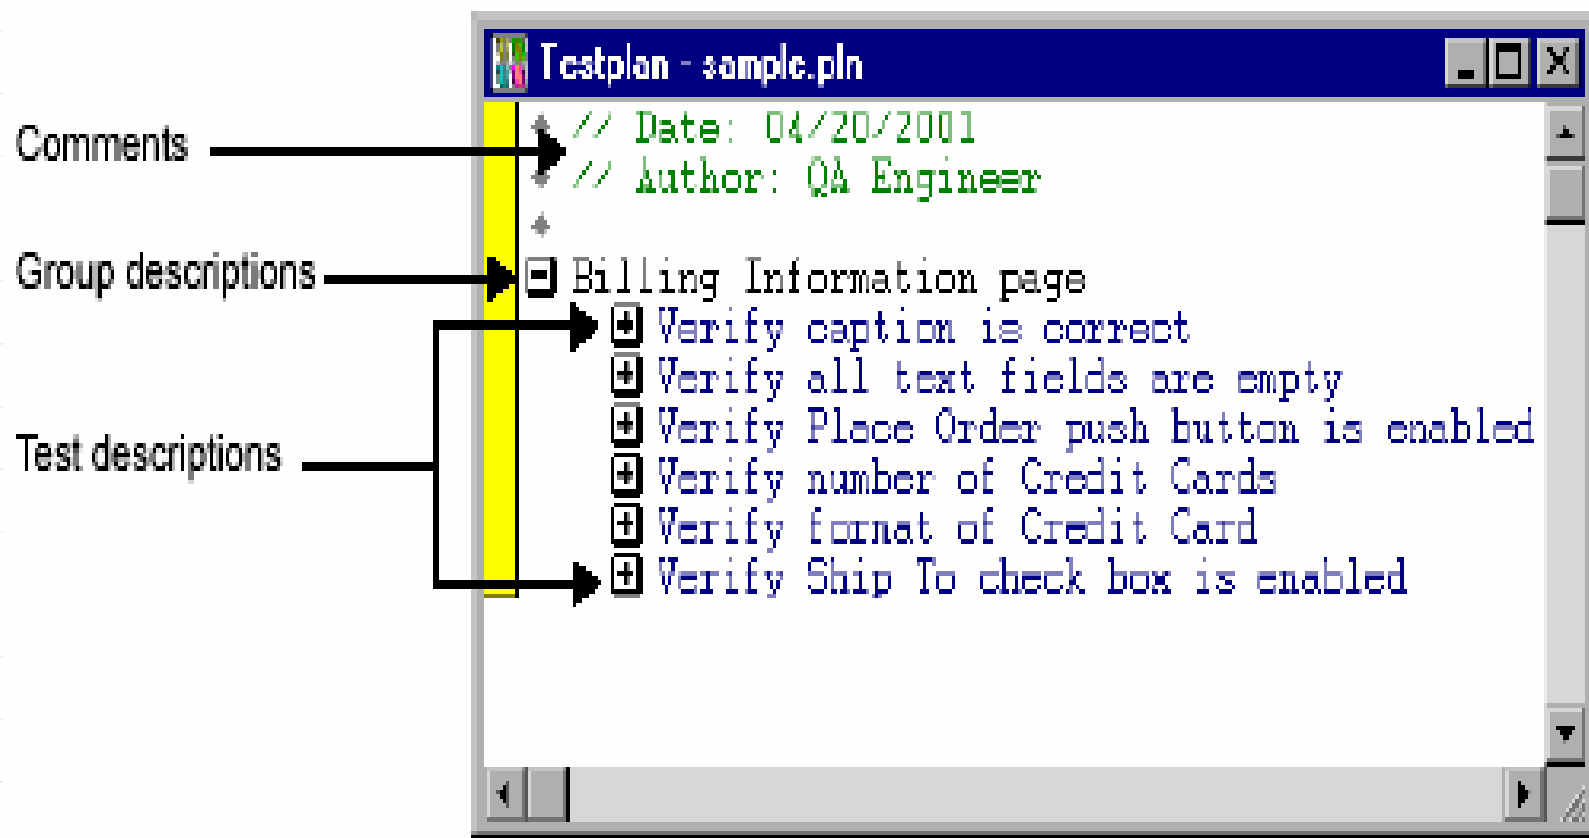 Testplan - sample.pln
Comments
// Date: 04/20/2001
// Author: QA Engineer
Group descriptions
Billing Information page
Test descriptions
Verify caption is correct
Verify all text fields are empty
Verify Place Order push button is enabled
Verify number of Credit Cards
Verify format of Credit Card
Verify Ship To check box is enabled